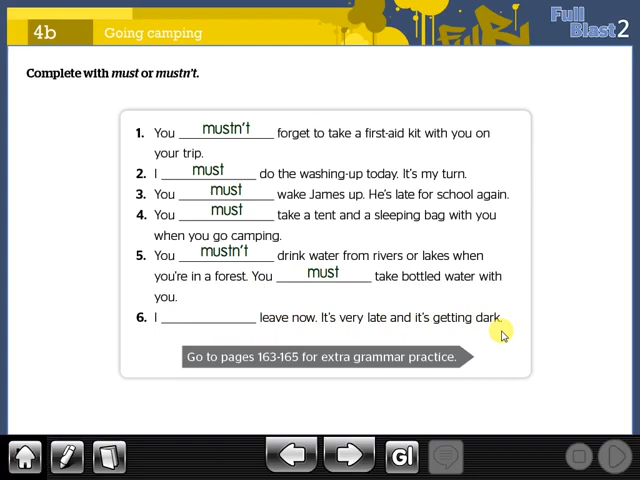 4b Going camping Full Blast 2
Complete with must or mustn't.
1. You mustn't forget to take a first-aid kit with you on
your trip.
2. I must do the washing-up today. It's my turn.
3. You must wake James up. He's late for school again.
4. You must take a tent and a sleeping bag with you
when you go camping.
5. You mustn't drink water from rivers or lakes when
you're in a forest. You must take bottled water with
you.
6. I ______________ leave now. It's very late and it's getting dark.
Go to pages 163-165 for extra grammar practice.
Gl